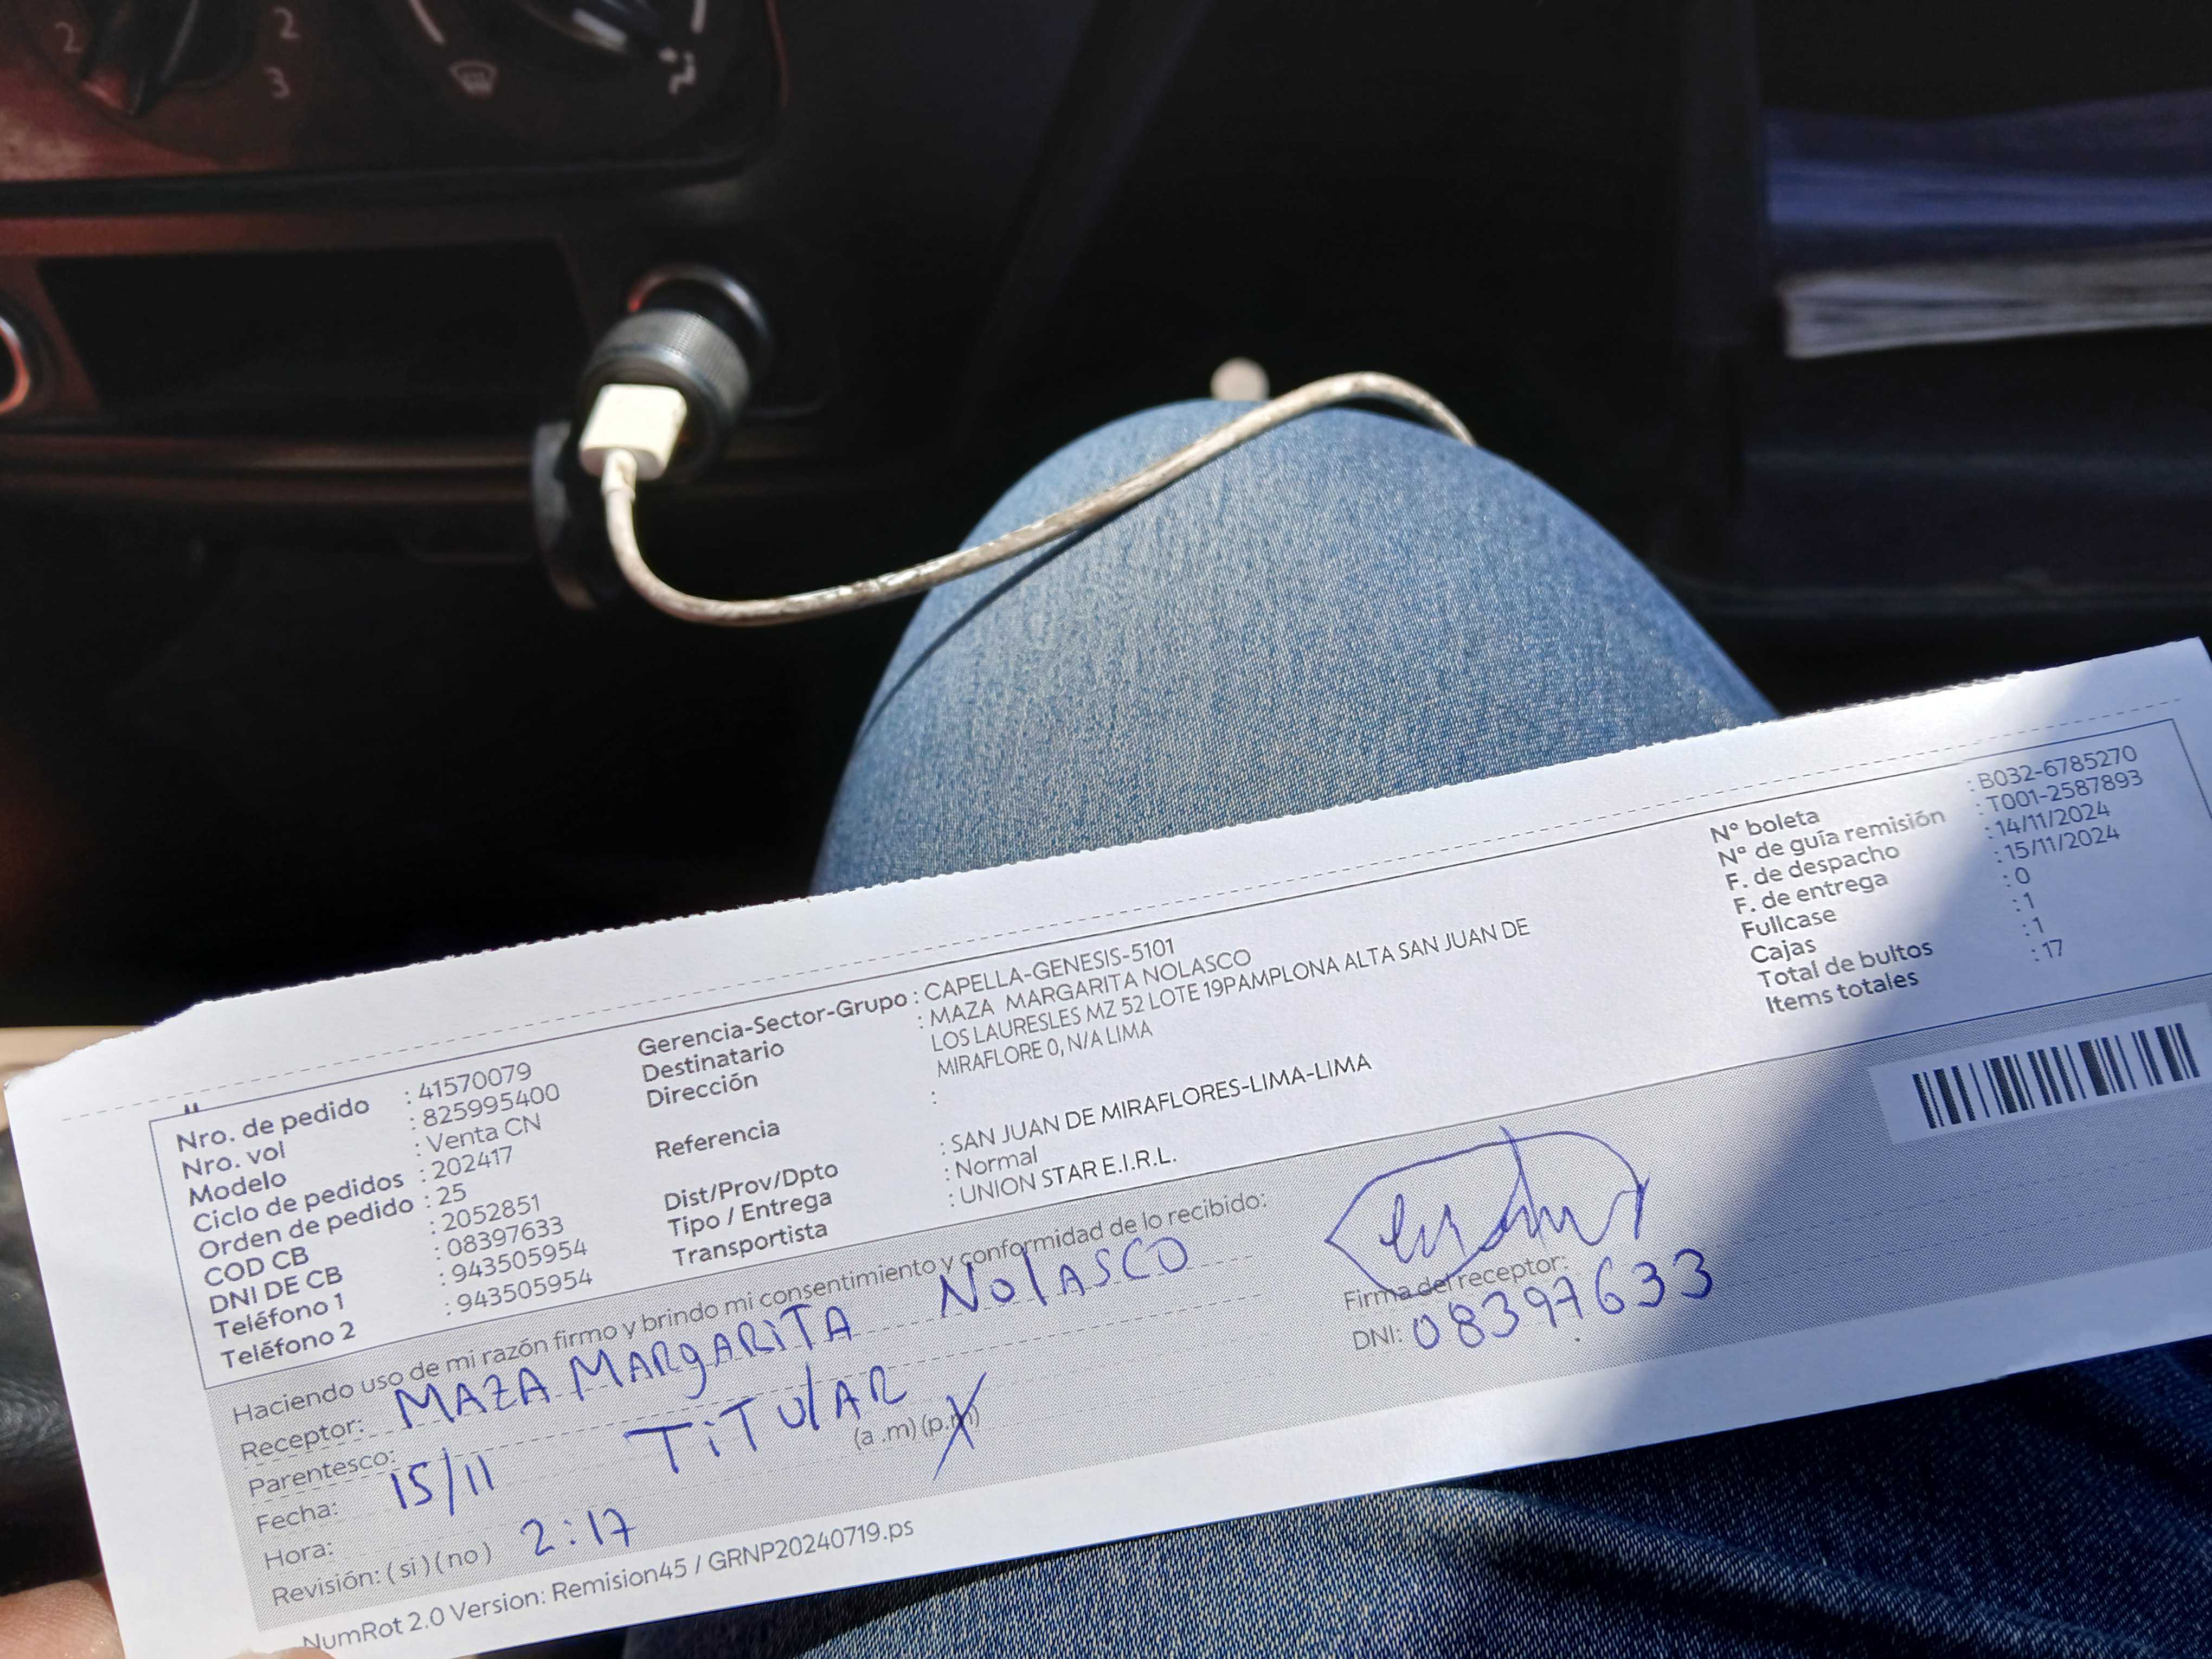 2 2
3
Nro. de pedido : 41570079
Nro. vol : 825995400
Modelo : Venta CN
Ciclo de pedidos : 202417
Orden de pedido : 25
COD CB : 2052851
DNI DE CB : 08397633
Teléfono 1 : 943505954
Teléfono 2 : 943505954
Gerencia-Sector-Grupo : CAPELLA-GENESIS-5101
Destinatario : MAZA MARGARITA NOLASCO
Dirección LOS LAURESLES MZ 52 LOTE 19PAMPLONA ALTA SAN JUAN DE
MIRAFLORE 0, N/A LIMA
Referencia :
Dist/Prov/Dpto : SAN JUAN DE MIRAFLORES-LIMA-LIMA
Tipo / Entrega : Normal
Transportista : UNION STAR E.I.R.L.
N° boleta : B032-6785270
N° de guía remisión : T001-2587893
F. de despacho : 14/11/2024
F. de entrega : 15/11/2024
Fullcase : 0
Cajas : 1
Total de bultos : 1
Items totales : 17
Haciendo uso de mi razón firmo y brindo mi consentimiento y conformidad de lo recibido:
Receptor: MAZA MARGARITA NOLASCO
Parentesco: TITULAR
Fecha: 15/11
Hora: (a .m) (p.m)
Revisión: ( si ) ( no ) 2:17
Firma del receptor:
DNI: 08397633
NumRot 2.0 Version: Remision45 / GRNP20240719.ps